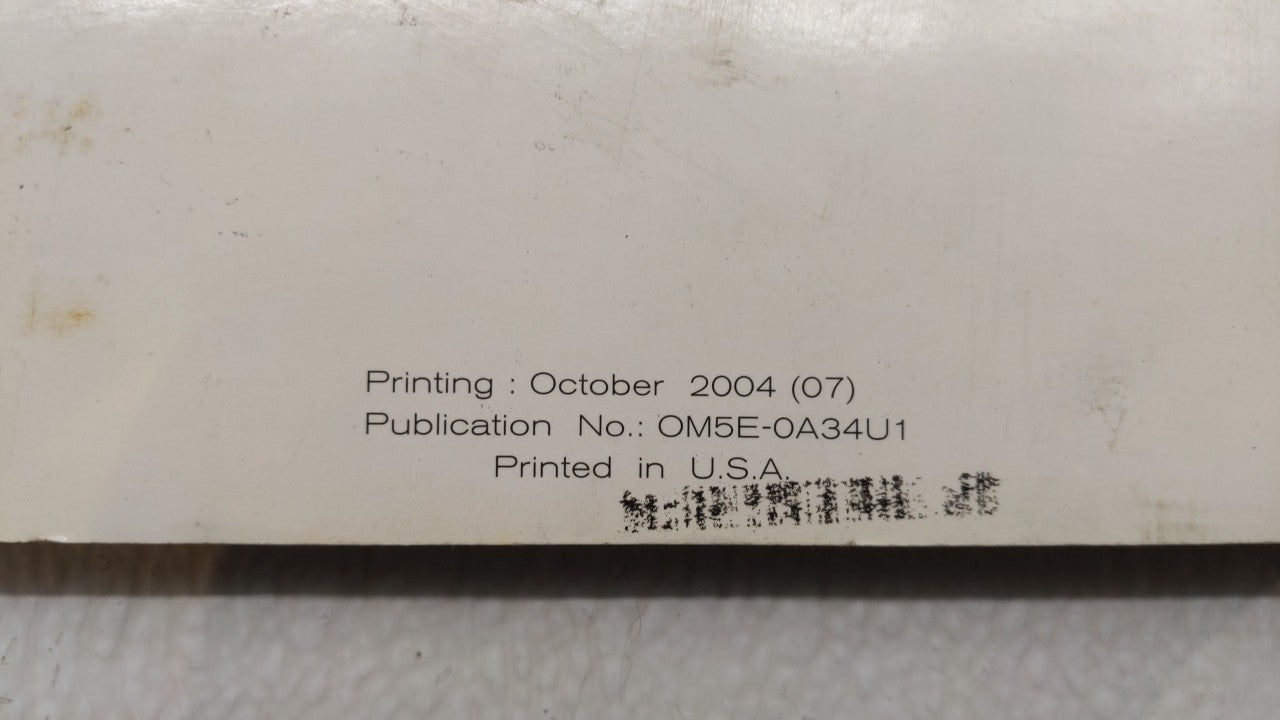 Printing : October 2004 (07)
Publication No.: OM5E-0A34U1
Printed in U.S.A.